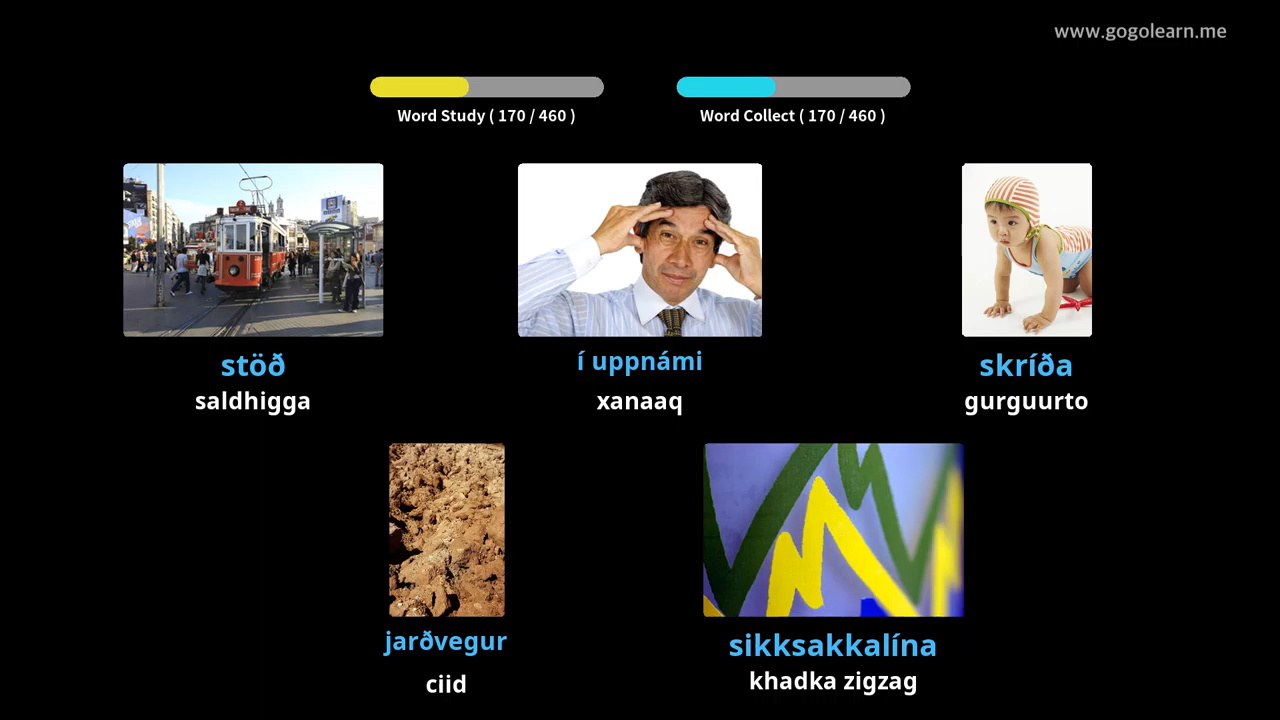 www.gogolearn.me
Word Study ( 170 / 460 )
Word Collect ( 170 / 460 )
stöð
saldhigga
í uppnámi
xanaaq
skríða
gurguurto
jarðvegur
ciid
sikksakkalína
khadka zigzag